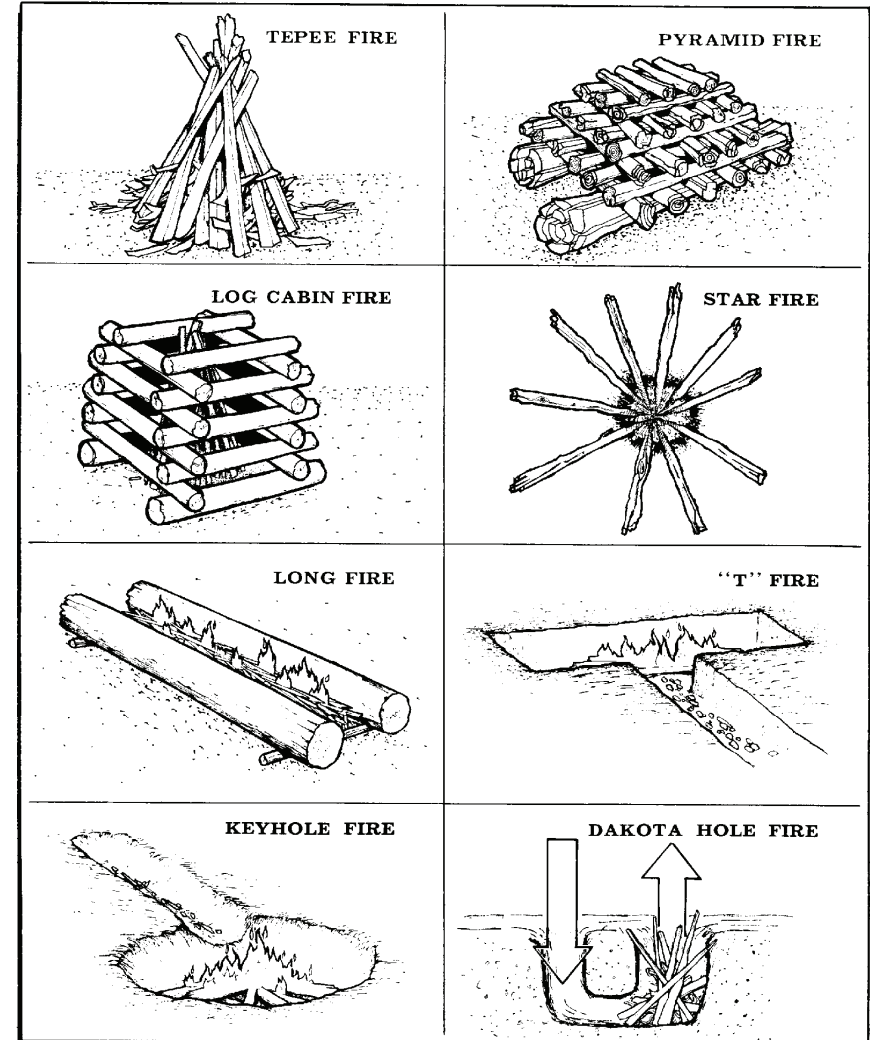 TEPEE FIRE
PYRAMID FIRE
LOG CABIN FIRE
STAR FIRE
LONG FIRE
“T” FIRE
KEYHOLE FIRE
DAKOTA HOLE FIRE